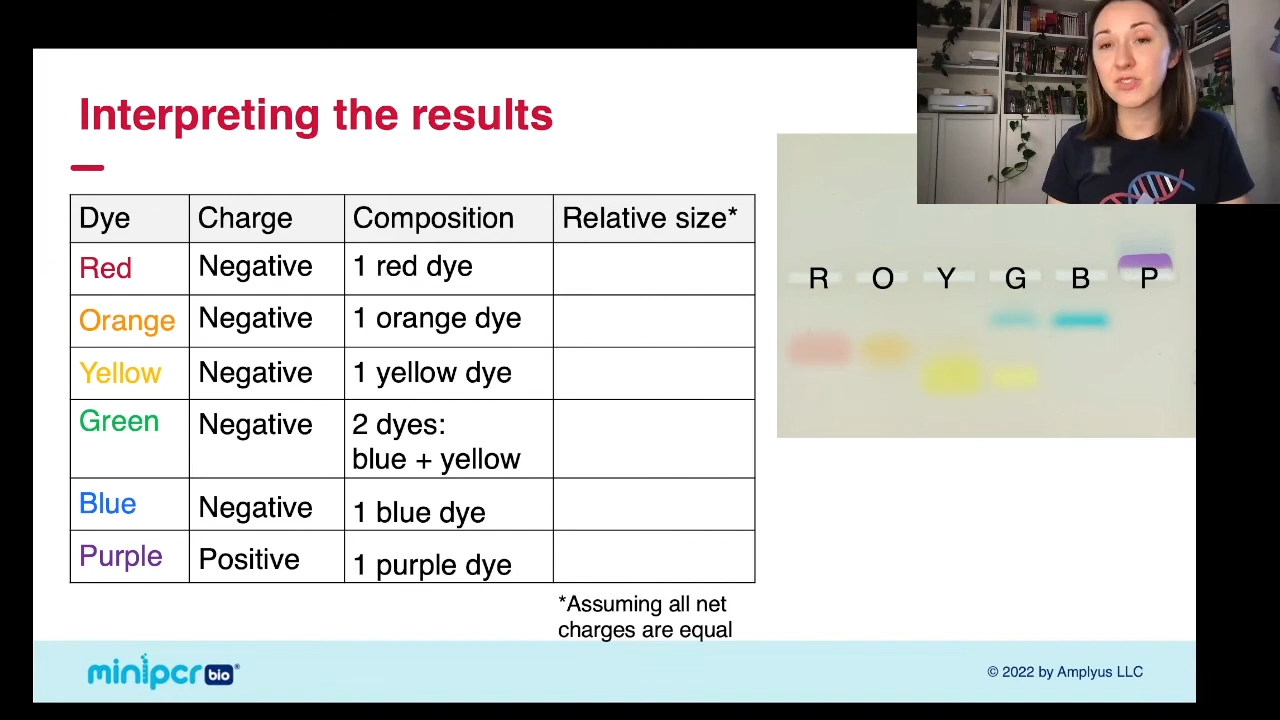 Interpreting the results
Dye Charge Composition Relative size*
Red Negative 1 red dye
Orange Negative 1 orange dye
Yellow Negative 1 yellow dye
Green Negative 2 dyes:
blue + yellow
Blue Negative 1 blue dye
Purple Positive 1 purple dye
*Assuming all net
charges are equal
R O Y G B P
minipcr bio®
© 2022 by Amplyus LLC